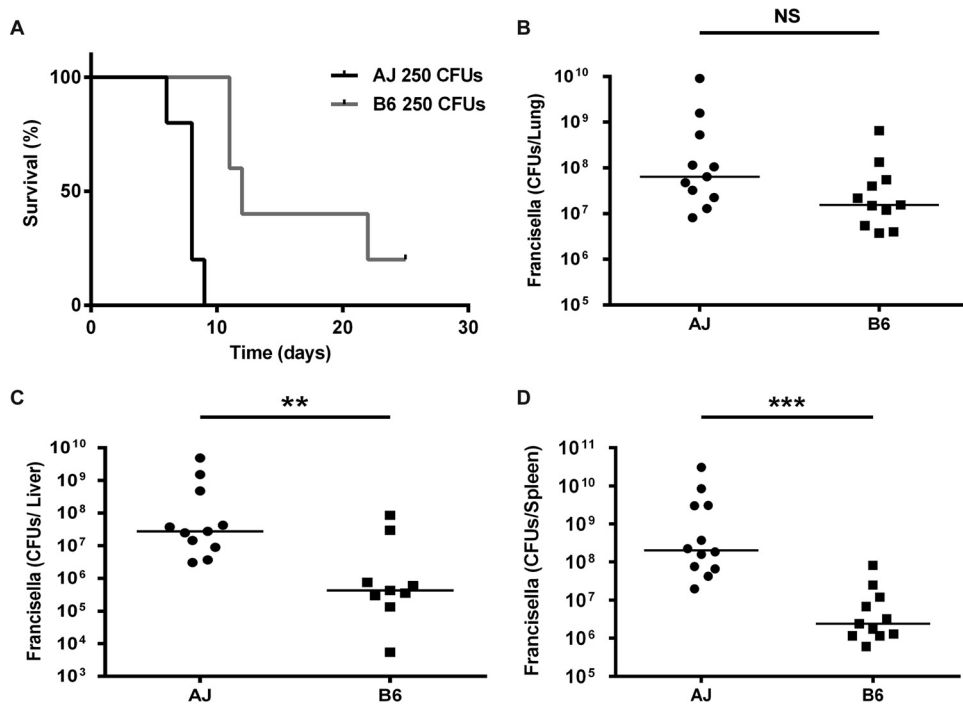 A
AJ 250 CFUs
B6 250 CFUs
100
50
0
Survival (%)
0 10 20 30
Time (days)
B
NS
10^10
10^9
10^8
10^7
10^6
10^5
Francisella (CFUs/Lung)
AJ B6
C
**
10^10
10^9
10^8
10^7
10^6
10^5
10^4
10^3
Francisella (CFUs/ Liver)
AJ B6
D
***
10^11
10^10
10^9
10^8
10^7
10^6
10^5
Francisella (CFUs/Spleen)
AJ B6